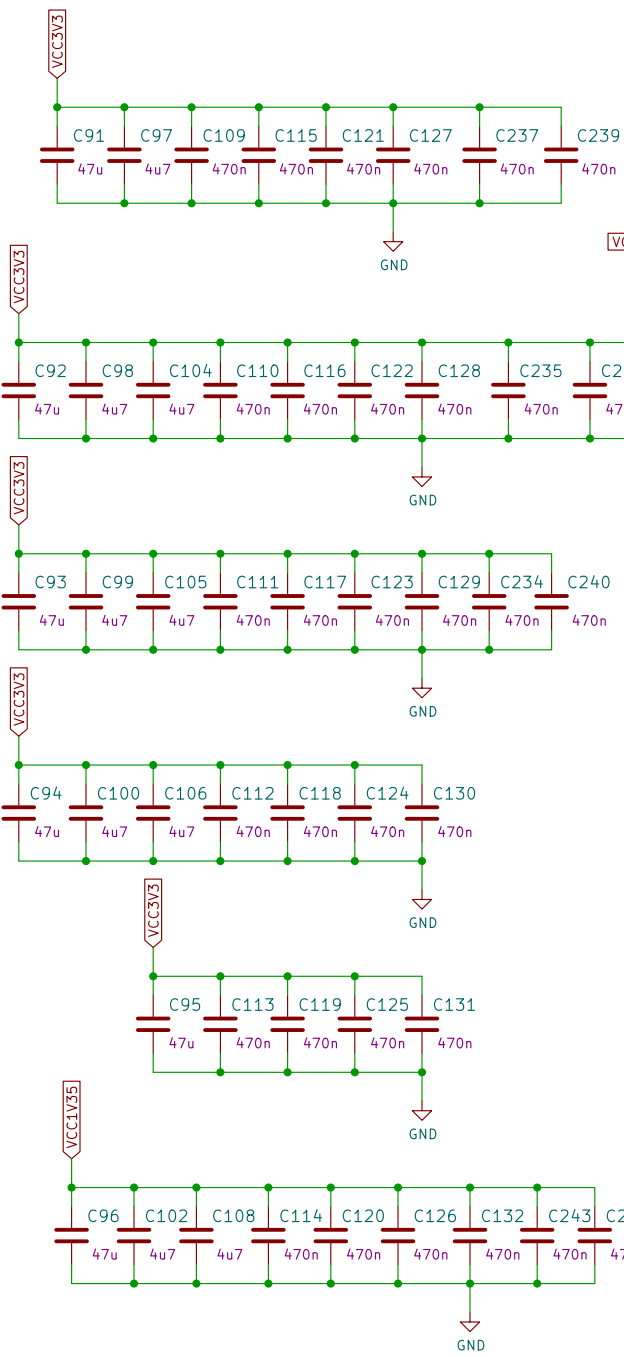 VCC3V3
C91 C97 C109 C115 C121 C127 C237 C239
47u 4u7 470n 470n 470n 470n 470n 470n
GND
VCC3V3
C92 C98 C104 C110 C116 C122 C128 C235
47u 4u7 4u7 470n 470n 470n 470n 470n
GND
VCC3V3
C93 C99 C105 C111 C117 C123 C129 C234 C240
47u 4u7 4u7 470n 470n 470n 470n 470n 470n
GND
VCC3V3
C94 C100 C106 C112 C118 C124 C130
47u 4u7 4u7 470n 470n 470n 470n
GND
VCC3V3
C95 C113 C119 C125 C131
47u 470n 470n 470n 470n
GND
VCC1V35
C96 C102 C108 C114 C120 C126 C132 C243
47u 4u7 4u7 470n 470n 470n 470n 470n
GND